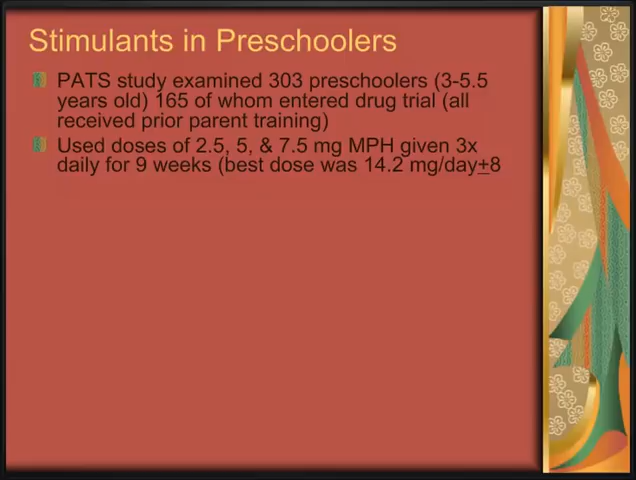 Stimulants in Preschoolers
PATS study examined 303 preschoolers (3-5.5
years old) 165 of whom entered drug trial (all
received prior parent training)
Used doses of 2.5, 5, & 7.5 mg MPH given 3x
daily for 9 weeks (best dose was 14.2 mg/day+8